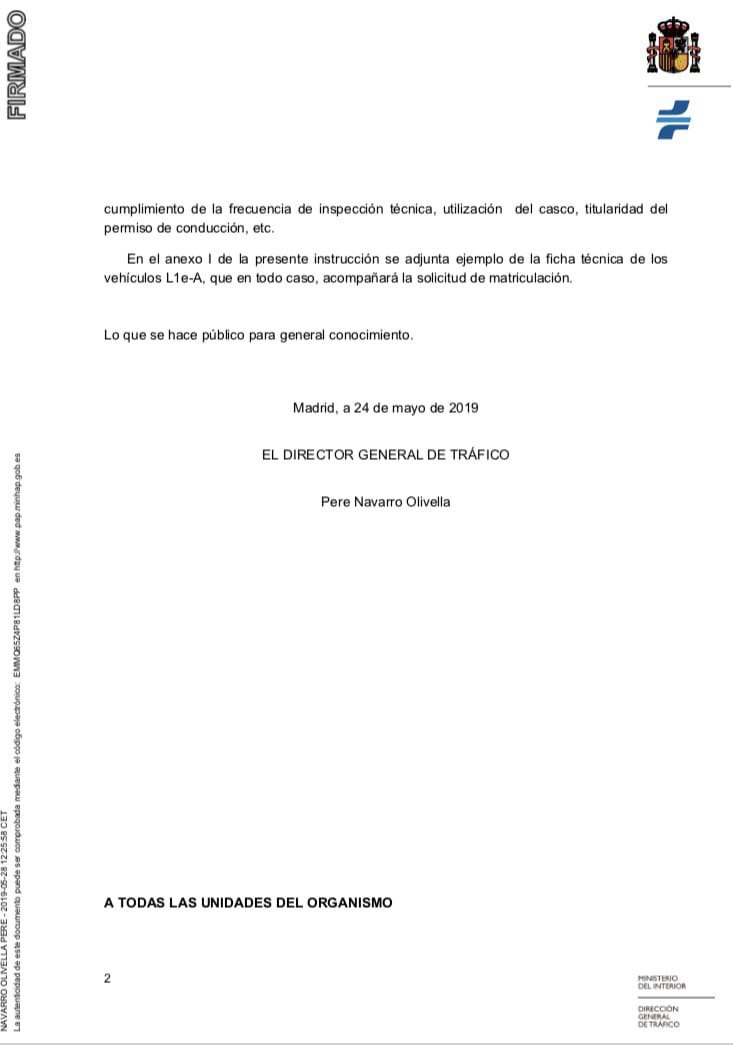 FIRMADO
cumplimiento de la frecuencia de inspección técnica, utilización del casco, titularidad del
permiso de conducción, etc.
En el anexo I de la presente instrucción se adjunta ejemplo de la ficha técnica de los
vehículos L1e-A, que en todo caso, acompañará la solicitud de matriculación.
Lo que se hace público para general conocimiento.
Madrid, a 24 de mayo de 2019
EL DIRECTOR GENERAL DE TRÁFICO
Pere Navarro Olivella
A TODAS LAS UNIDADES DEL ORGANISMO
2
MINISTERIO
DEL INTERIOR
DIRECCIÓN
GENERAL
DE TRÁFICO
NAVARRO OLIVELLA PERE - 2019-05-28 12:25:58 CET
La autenticidad de este documento puede ser comprobada mediante el código electrónico: EMMQ65Z4P81LD8PP en http://www.pap.minhap.gob.es